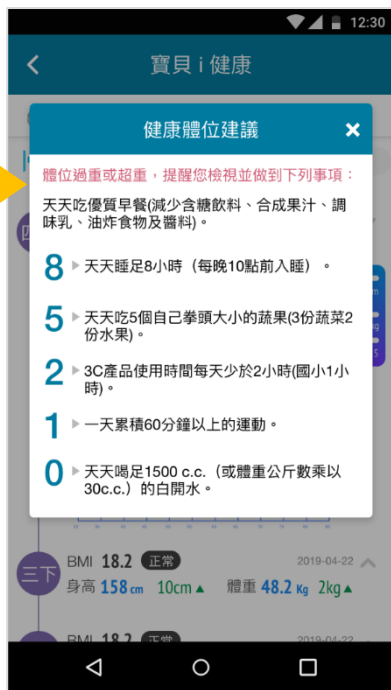 12:30
寶貝 i 健康
健康體位建議 ×
體位過重或超重，提醒您檢視並做到下列事項：
天天吃優質早餐(減少含糖飲料、合成果汁、調
味乳、油炸食物及醬料)。
8 天天睡足8小時（每晚10點前入睡）。
5 天天吃5個自己拳頭大小的蔬果(3份蔬菜2
份水果)。
2 3C產品使用時間每天少於2小時(國小1小
時)。
1 一天累積60分鐘以上的運動。
0 天天喝足1500 c.c.（或體重公斤數乘以
30c.c.）的白開水。
三下 BMI 18.2 正常 2019-04-22
身高 158 cm 10cm▲ 體重 48.2 Kg 2kg▲
BMI 18.2 正常 2019-04-22